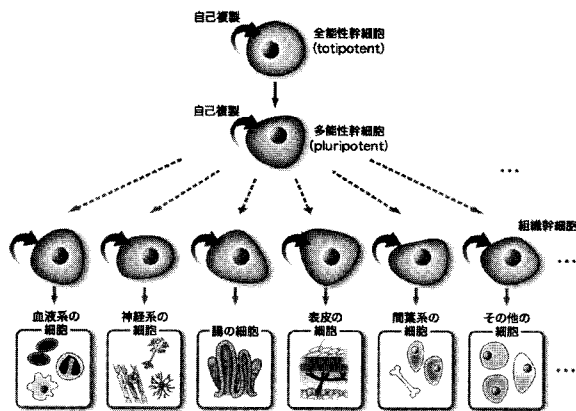 自己複製
全能性幹細胞
(totipotent)
自己複製
多能性幹細胞
(pluripotent)
…
組織幹細胞
…
血液系の
細胞
神経系の
細胞
腸の細胞
表皮の
細胞
間葉系の
細胞
その他の
細胞
…